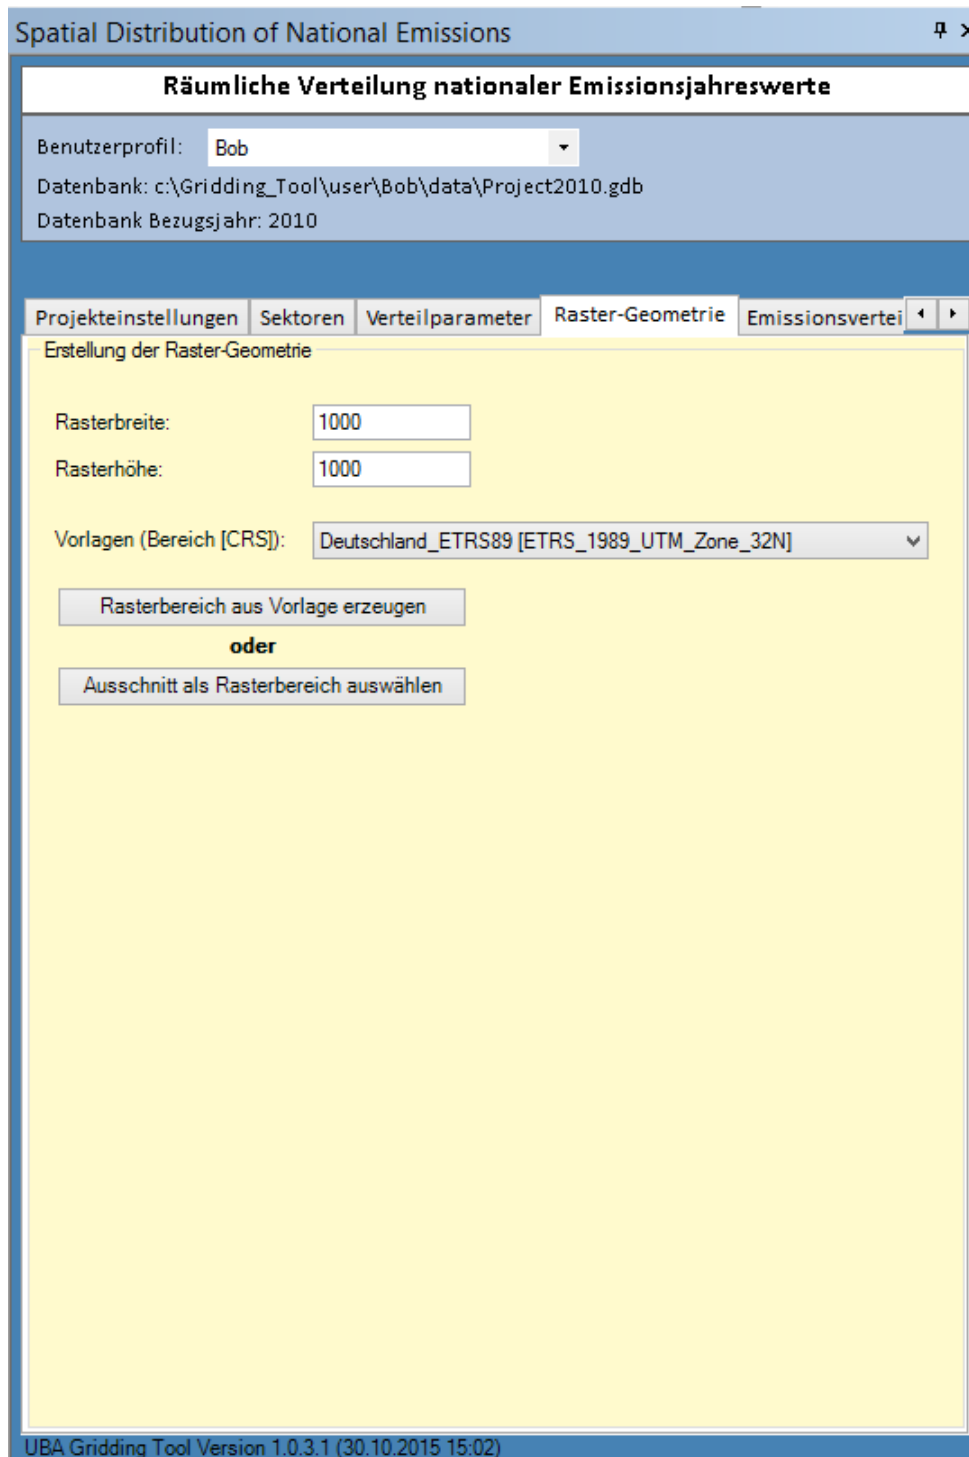 Spatial Distribution of National Emissions
Räumliche Verteilung nationaler Emissionsjahreswerte
Benutzerprofil: Bob
Datenbank: c:\Gridding_Tool\user\Bob\data\Project2010.gdb
Datenbank Bezugsjahr: 2010
Projekteinstellungen Sektoren Verteilparameter Raster-Geometrie Emissionsvertei
Erstellung der Raster-Geometrie
Rasterbreite: 1000
Rasterhöhe: 1000
Vorlagen (Bereich [CRS]): Deutschland_ETRS89 [ETRS_1989_UTM_Zone_32N]
Rasterbereich aus Vorlage erzeugen
oder
Ausschnitt als Rasterbereich auswählen
UBA Gridding Tool Version 1.0.3.1 (30.10.2015 15:02)